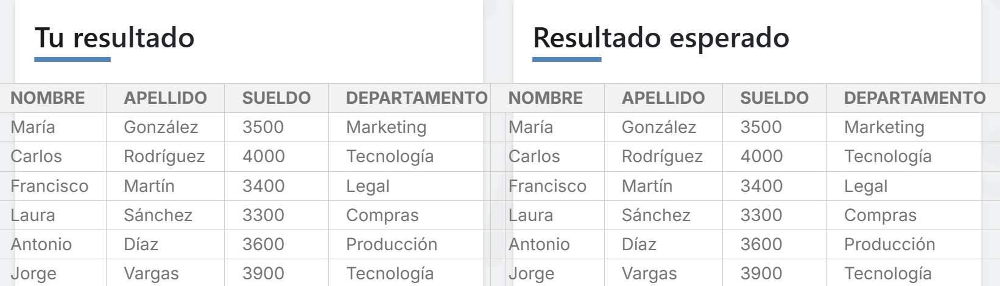 Tu resultado
NOMBRE APELLIDO SUELDO DEPARTAMENTO
María González 3500 Marketing
Carlos Rodríguez 4000 Tecnología
Francisco Martín 3400 Legal
Laura Sánchez 3300 Compras
Antonio Díaz 3600 Producción
Jorge Vargas 3900 Tecnología
Resultado esperado
NOMBRE APELLIDO SUELDO DEPARTAMENTO
María González 3500 Marketing
Carlos Rodríguez 4000 Tecnología
Francisco Martín 3400 Legal
Laura Sánchez 3300 Compras
Antonio Díaz 3600 Producción
Jorge Vargas 3900 Tecnología